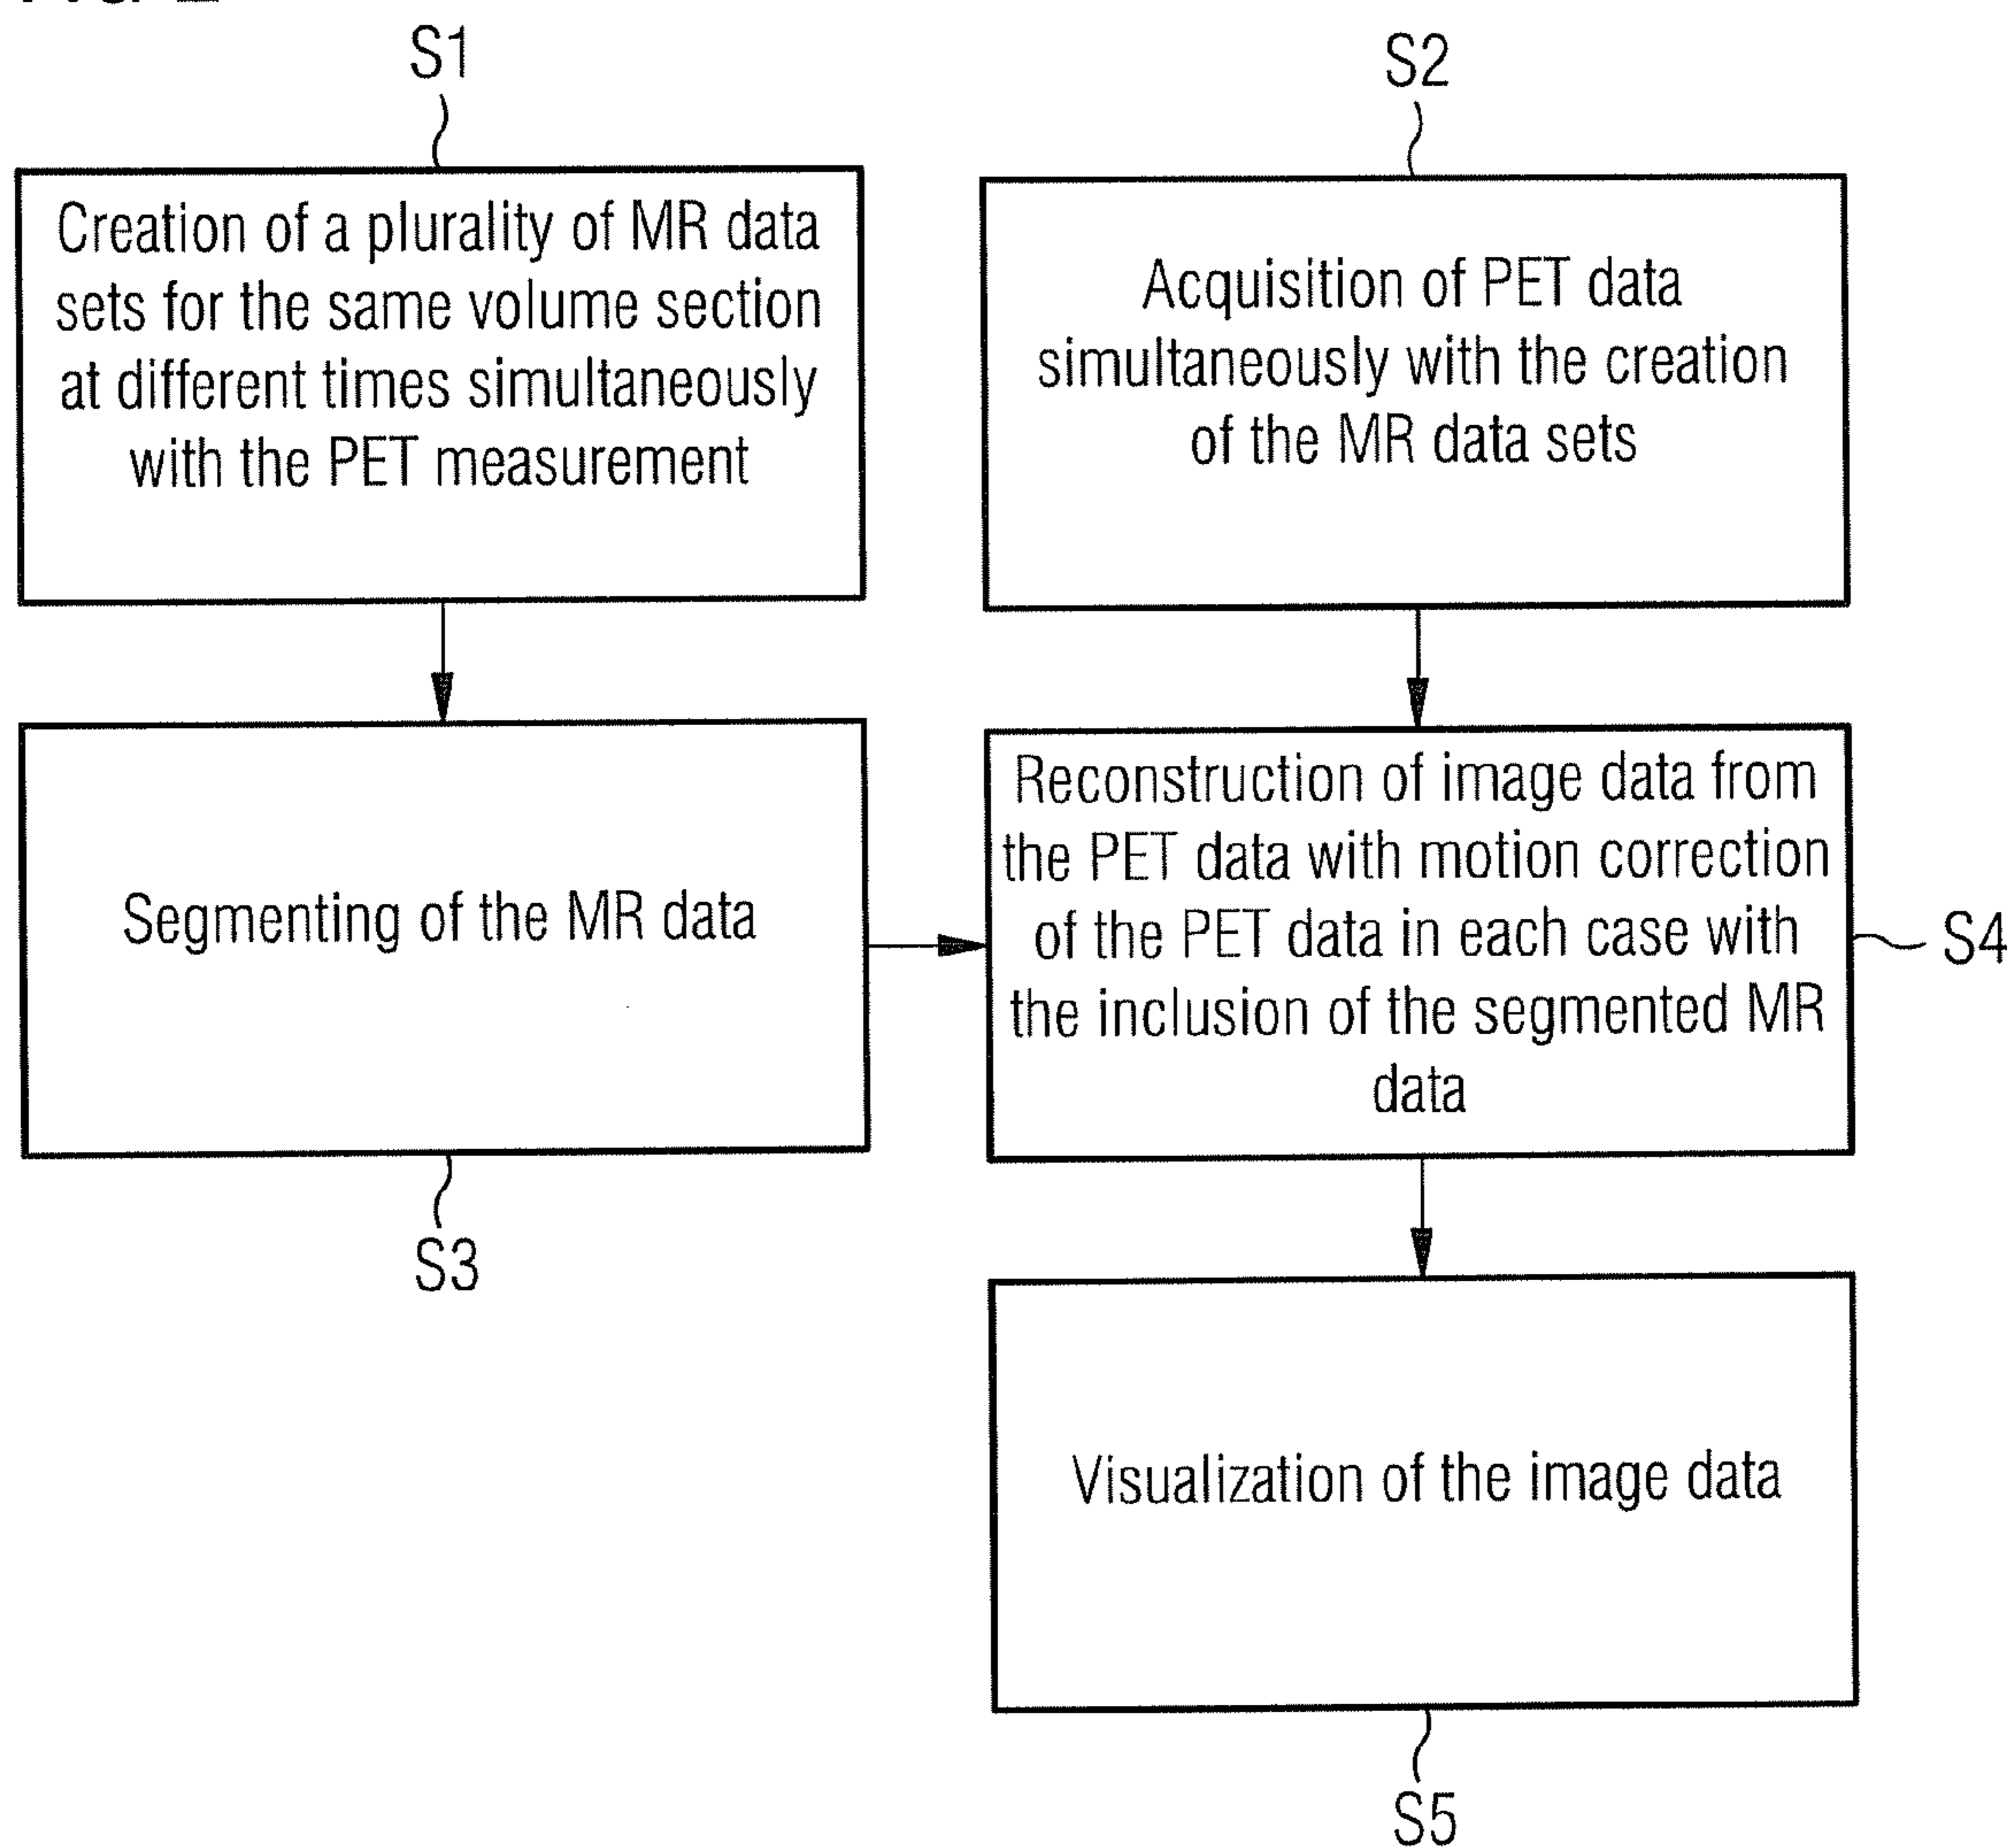 S1
Creation of a plurality of MR data
sets for the same volume section
at different times simultaneously
with the PET measurement
S2
Acquisition of PET data
simultaneously with the creation
of the MR data sets
Segmenting of the MR data
S3
Reconstruction of image data from
the PET data with motion correction
of the PET data in each case with
the inclusion of the segmented MR
data
S4
Visualization of the image data
S5